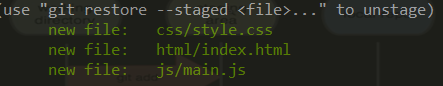 (use "git restore --staged <file>..." to unstage)
new file:   css/style.css
new file:   html/index.html
new file:   js/main.js